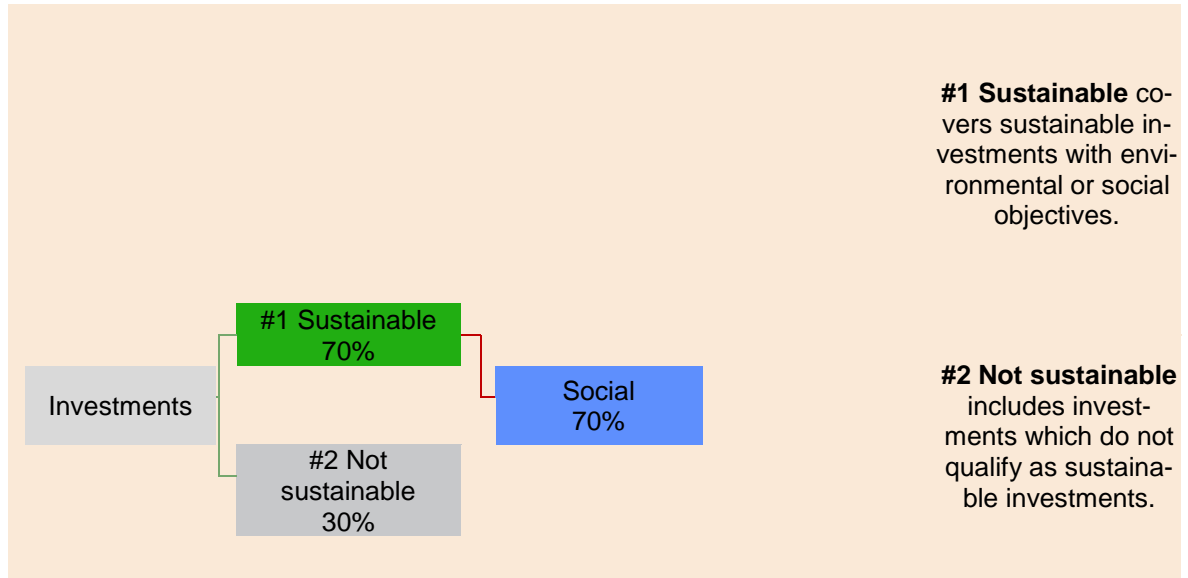 #1 Sustainable co-
vers sustainable in-
vestments with envi-
ronmental or social
objectives.
#1 Sustainable
70%
Investments
Social
70%
#2 Not
sustainable
30%
#2 Not sustainable
includes invest-
ments which do not
qualify as sustaina-
ble investments.